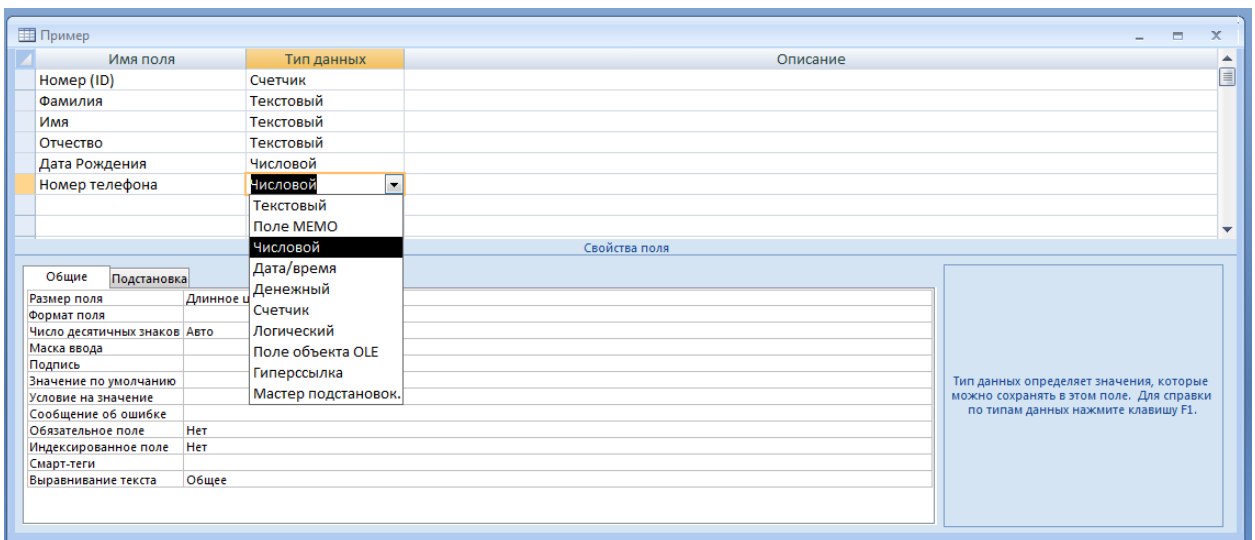 Пример
Имя поля Тип данных Описание
Номер (ID) Счетчик
Фамилия Текстовый
Имя Текстовый
Отчество Текстовый
Дата Рождения Числовой
Номер телефона Числовой
Текстовый
Поле МЕМО
Числовой
Дата/время
Денежный
Счетчик
Логический
Поле объекта OLE
Гиперссылка
Мастер подстановок.
Свойства поля
Общие Подстановка
Размер поля Длинное
Формат поля
Число десятичных знаков Авто
Маска ввода
Подпись
Значение по умолчанию
Условие на значение
Сообщение об ошибке
Обязательное поле Нет
Индексированное поле Нет
Смарт-теги
Выравнивание текста Общее
Тип данных определяет значения, которые
можно сохранять в этом поле. Для справки
по типам данных нажмите клавишу F1.